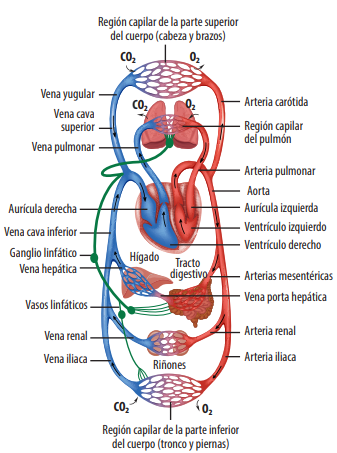 Región capilar de la parte superior
del cuerpo (cabeza y brazos)
CO2
O2
Vena yugular
Vena cava
superior
Vena pulmonar
CO2
O2
Arteria carótida
Región capilar
del pulmón
Arteria pulmonar
Aorta
Aurícula izquierda
Ventrículo izquierdo
Ventrículo derecho
Aurícula derecha
Vena cava inferior
Ganglio linfático
Vena hepática
Hígado
Tracto
digestivo
Arterias mesentéricas
Vena porta hepática
Vasos linfáticos
Vena renal
Arteria renal
Vena iliaca
Riñones
Arteria iliaca
CO2
O2
Región capilar de la parte inferior
del cuerpo (tronco y piernas)